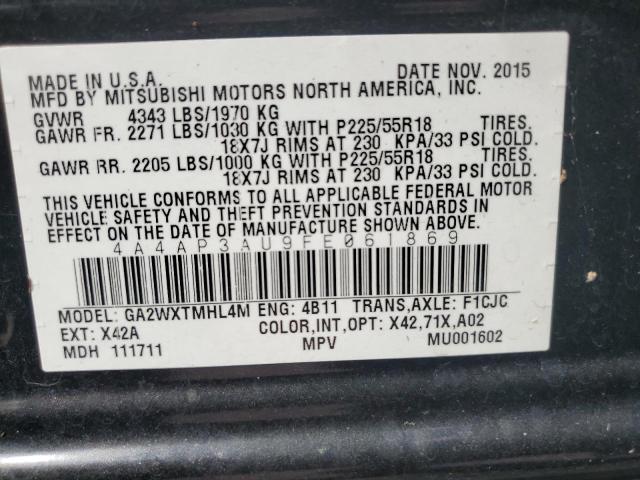 MADE IN U.S.A. DATE NOV. 2015
MFD BY MITSUBISHI MOTORS NORTH AMERICA, INC.
GVWR 4343 LBS/1970 KG
GAWR FR. 2271 LBS/1030 KG WITH P225/55R18 TIRES.
18X7J RIMS AT 230 KPA/33 PSI COLD.
GAWR RR. 2205 LBS/1000 KG WITH P225/55R18 TIRES.
18X7J RIMS AT 230 KPA/33 PSI COLD.
THIS VEHICLE CONFORMS TO ALL APPLICABLE FEDERAL MOTOR
VEHICLE SAFETY AND THEFT PREVENTION STANDARDS IN
EFFECT ON THE DATE OF MANUFACTURE SHOWN ABOVE.
4A4AP3AU9FE061869
MODEL: GA2WXTMHL4M ENG: 4B11 TRANS,AXLE: F1CJC
EXT: X42A COLOR,INT,OPT: X42,71X,A02
MDH 111711 MPV MU001602